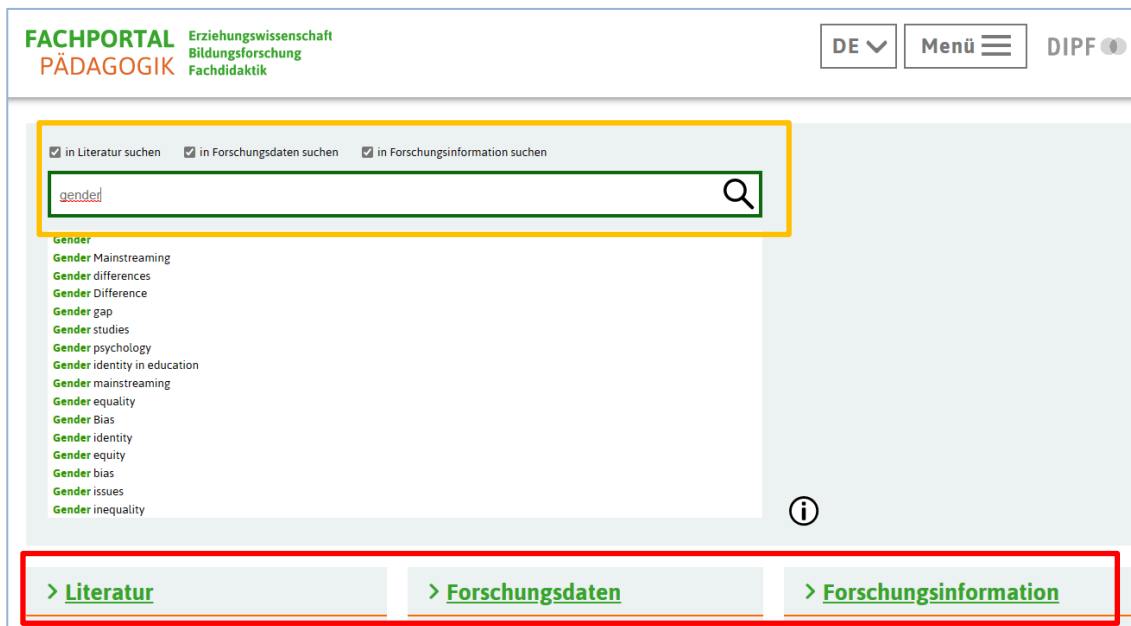 FACHPORTAL
PÄDAGOGIK
Erziehungswissenschaft
Bildungsforschung
Fachdidaktik
DE
Menü
DIPF
in Literatur suchen
in Forschungsdaten suchen
in Forschungsinformation suchen
gender
Gender
Gender Mainstreaming
Gender differences
Gender Difference
Gender gap
Gender studies
Gender psychology
Gender identity in education
Gender mainstreaming
Gender equality
Gender Bias
Gender identity
Gender equity
Gender bias
Gender issues
Gender inequality
> Literatur
> Forschungsdaten
> Forschungsinformation